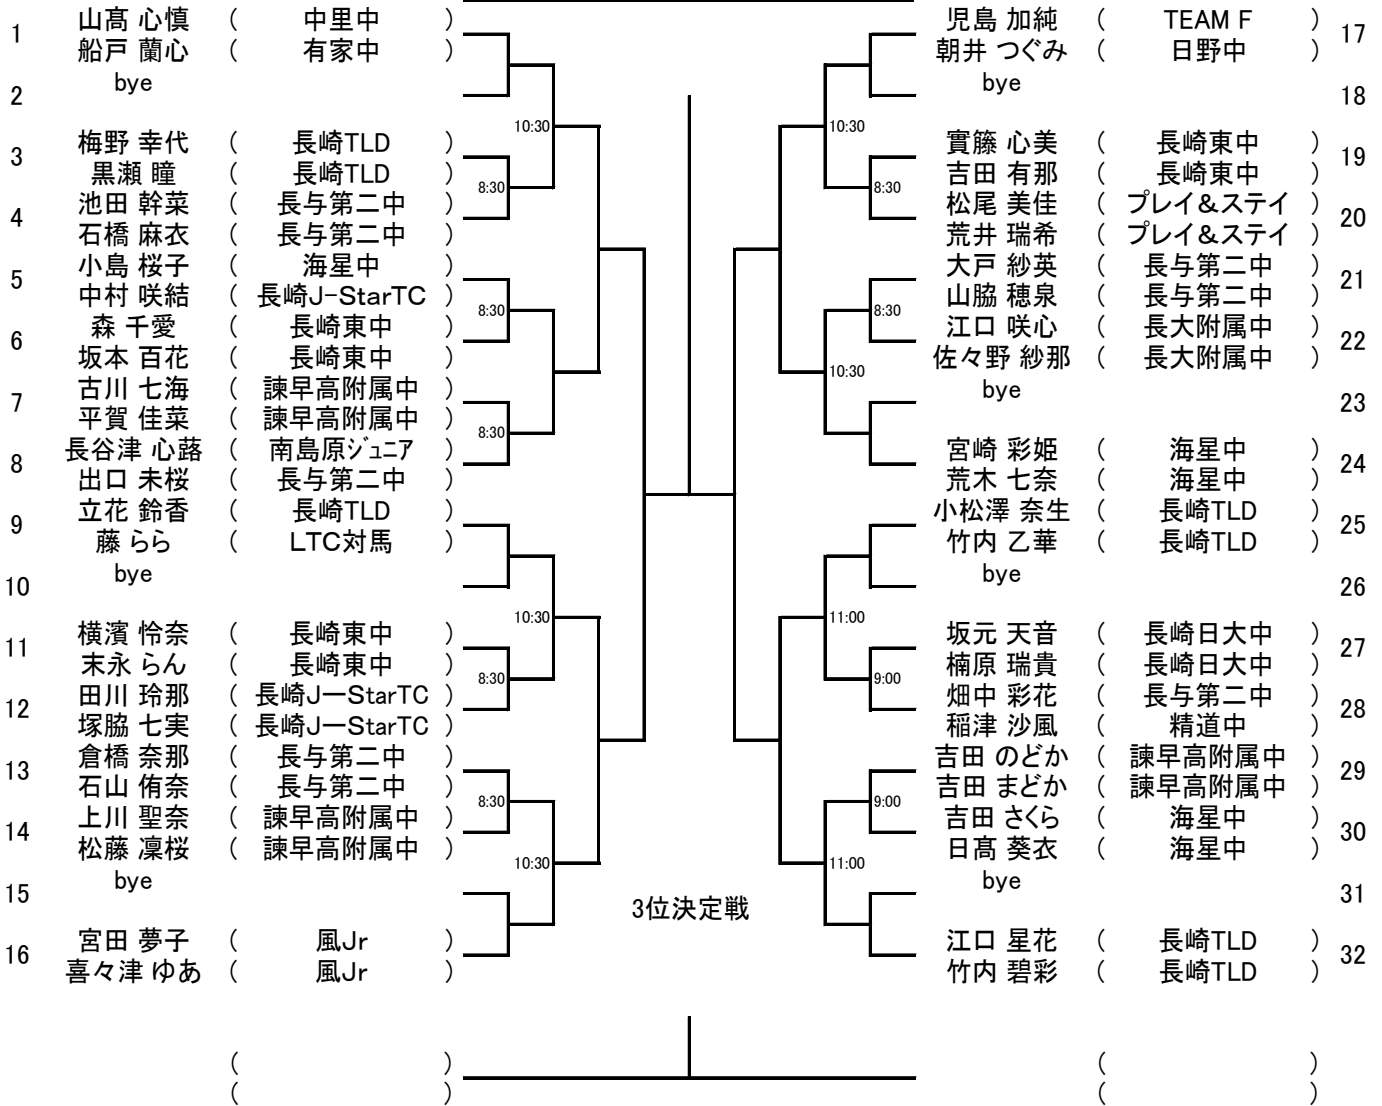 1 山髙 心慎 ( 中里中 )
船戸 蘭心 ( 有家中 )
2 bye
3 梅野 幸代 ( 長崎TLD )
黒瀬 瞳 ( 長崎TLD )
4 池田 幹菜 ( 長与第二中 )
石橋 麻衣 ( 長与第二中 )
5 小島 桜子 ( 海星中 )
中村 咲結 ( 長崎J-StarTC )
6 森 千愛 ( 長崎東中 )
坂本 百花 ( 長崎東中 )
7 古川 七海 ( 諫早高附属中 )
平賀 佳菜 ( 諫早高附属中 )
8 長谷津 心蕗 ( 南島原ジュニア )
出口 未桜 ( 長与第二中 )
9 立花 鈴香 ( 長崎TLD )
藤 らら ( LTC対馬 )
10 bye
11 横濱 怜奈 ( 長崎東中 )
末永 らん ( 長崎東中 )
12 田川 玲那 ( 長崎J－StarTC )
塚脇 七実 ( 長崎J－StarTC )
13 倉橋 奈那 ( 長与第二中 )
石山 侑奈 ( 長与第二中 )
14 上川 聖奈 ( 諫早高附属中 )
松藤 凜桜 ( 諫早高附属中 )
15 bye
16 宮田 夢子 ( 風Jr )
喜々津 ゆあ ( 風Jr )
10:30
8:30
8:30
8:30
10:30
8:30
8:30
10:30
3位決定戦
10:30
8:30
8:30
10:30
11:00
9:00
9:00
11:00
児島 加純 ( TEAM F ) 17
朝井 つぐみ ( 日野中 )
bye 18
實藤 心美 ( 長崎東中 ) 19
吉田 有那 ( 長崎東中 )
松尾 美佳 ( プレイ＆ステイ ) 20
荒井 瑞希 ( プレイ＆ステイ )
大戸 紗英 ( 長与第二中 ) 21
山脇 穂泉 ( 長与第二中 )
江口 咲心 ( 長大附属中 ) 22
佐々野 紗那 ( 長大附属中 )
bye 23
宮崎 彩姫 ( 海星中 ) 24
荒木 七奈 ( 海星中 )
小松澤 奈生 ( 長崎TLD ) 25
竹内 乙華 ( 長崎TLD )
bye 26
坂元 天音 ( 長崎日大中 ) 27
楠原 瑞貴 ( 長崎日大中 )
畑中 彩花 ( 長与第二中 ) 28
稲津 沙風 ( 精道中 )
吉田 のどか ( 諫早高附属中 ) 29
吉田 まどか ( 諫早高附属中 )
吉田 さくら ( 海星中 ) 30
日髙 葵衣 ( 海星中 )
bye 31
江口 星花 ( 長崎TLD ) 32
竹内 碧彩 ( 長崎TLD )
( ) ( )
( ) ( )